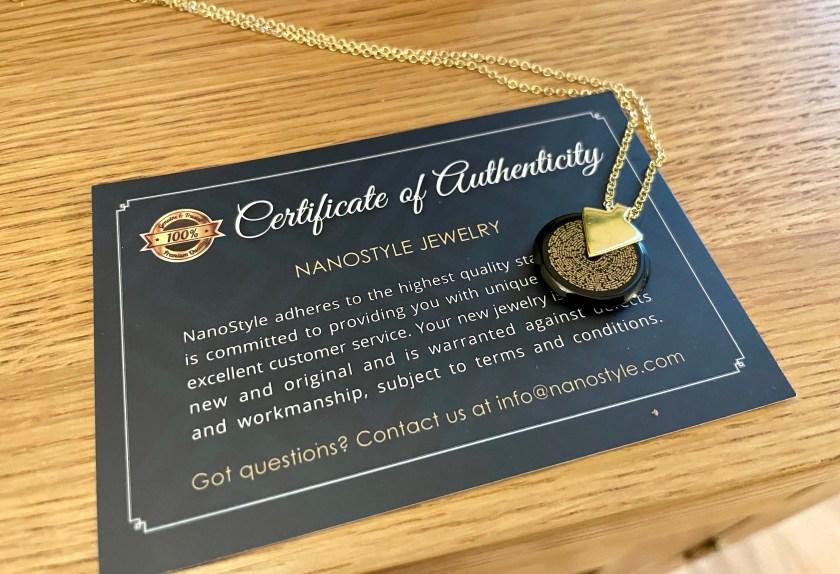 Certificate of Authenticity
100%
NANOSTYLE JEWELRY
NanoStyle adheres to the highest quality
is committed to providing you with unique
excellent customer service. Your new jewelry
new and original and is warranted against defects
and workmanship, subject to terms and conditions.
Got questions? Contact us at info@nanostyle.com